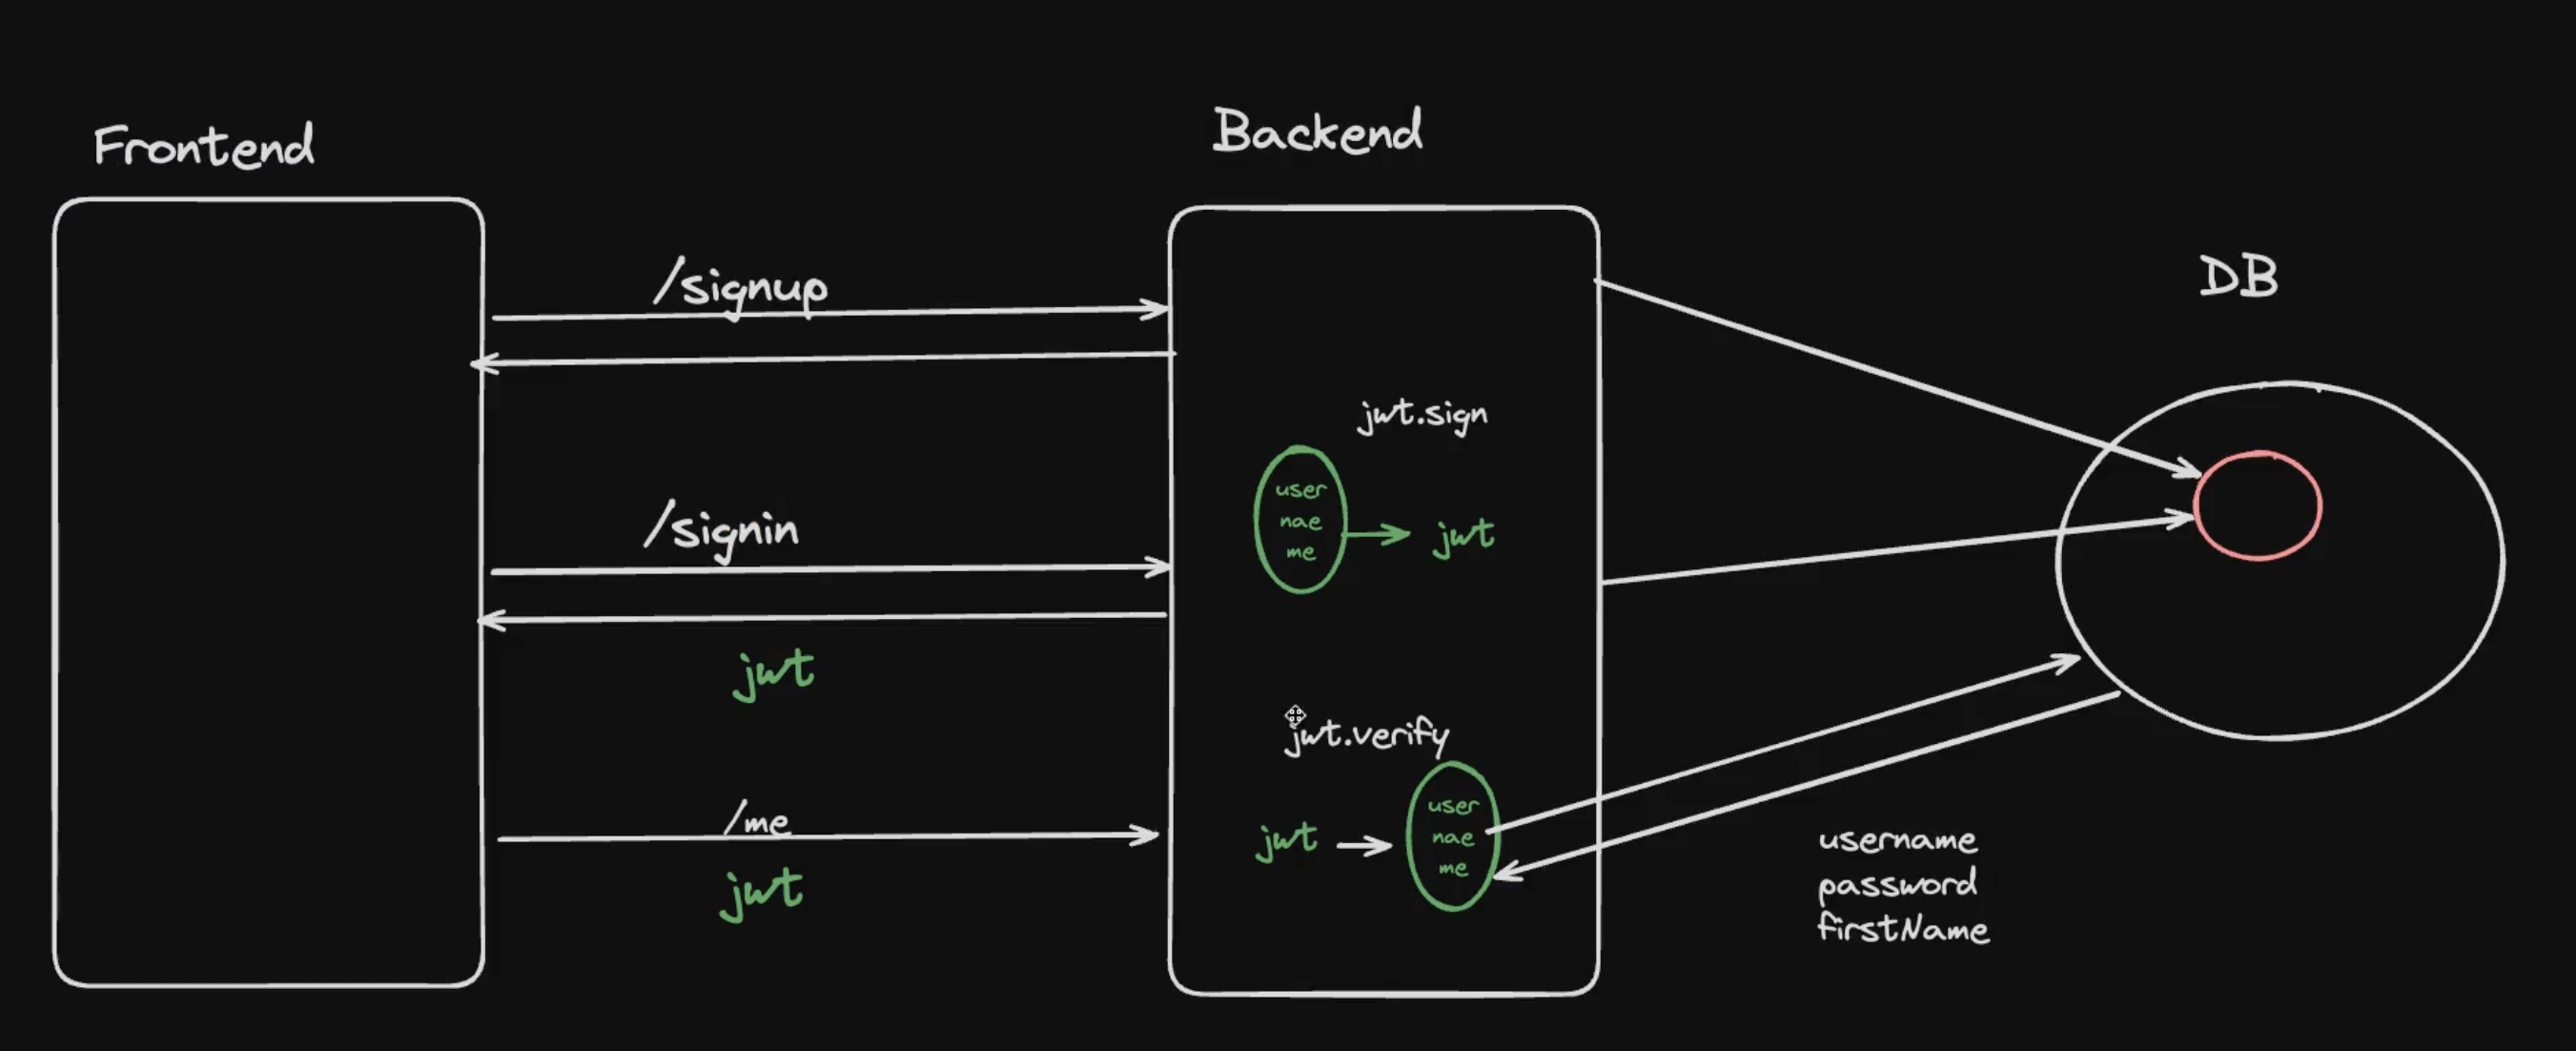 Frontend
Backend
DB
/signup
jwt.sign
user
nae
me
jwt
/signin
jwt
jwt.verify
/me
jwt
jwt
user
nae
me
username
password
firstName